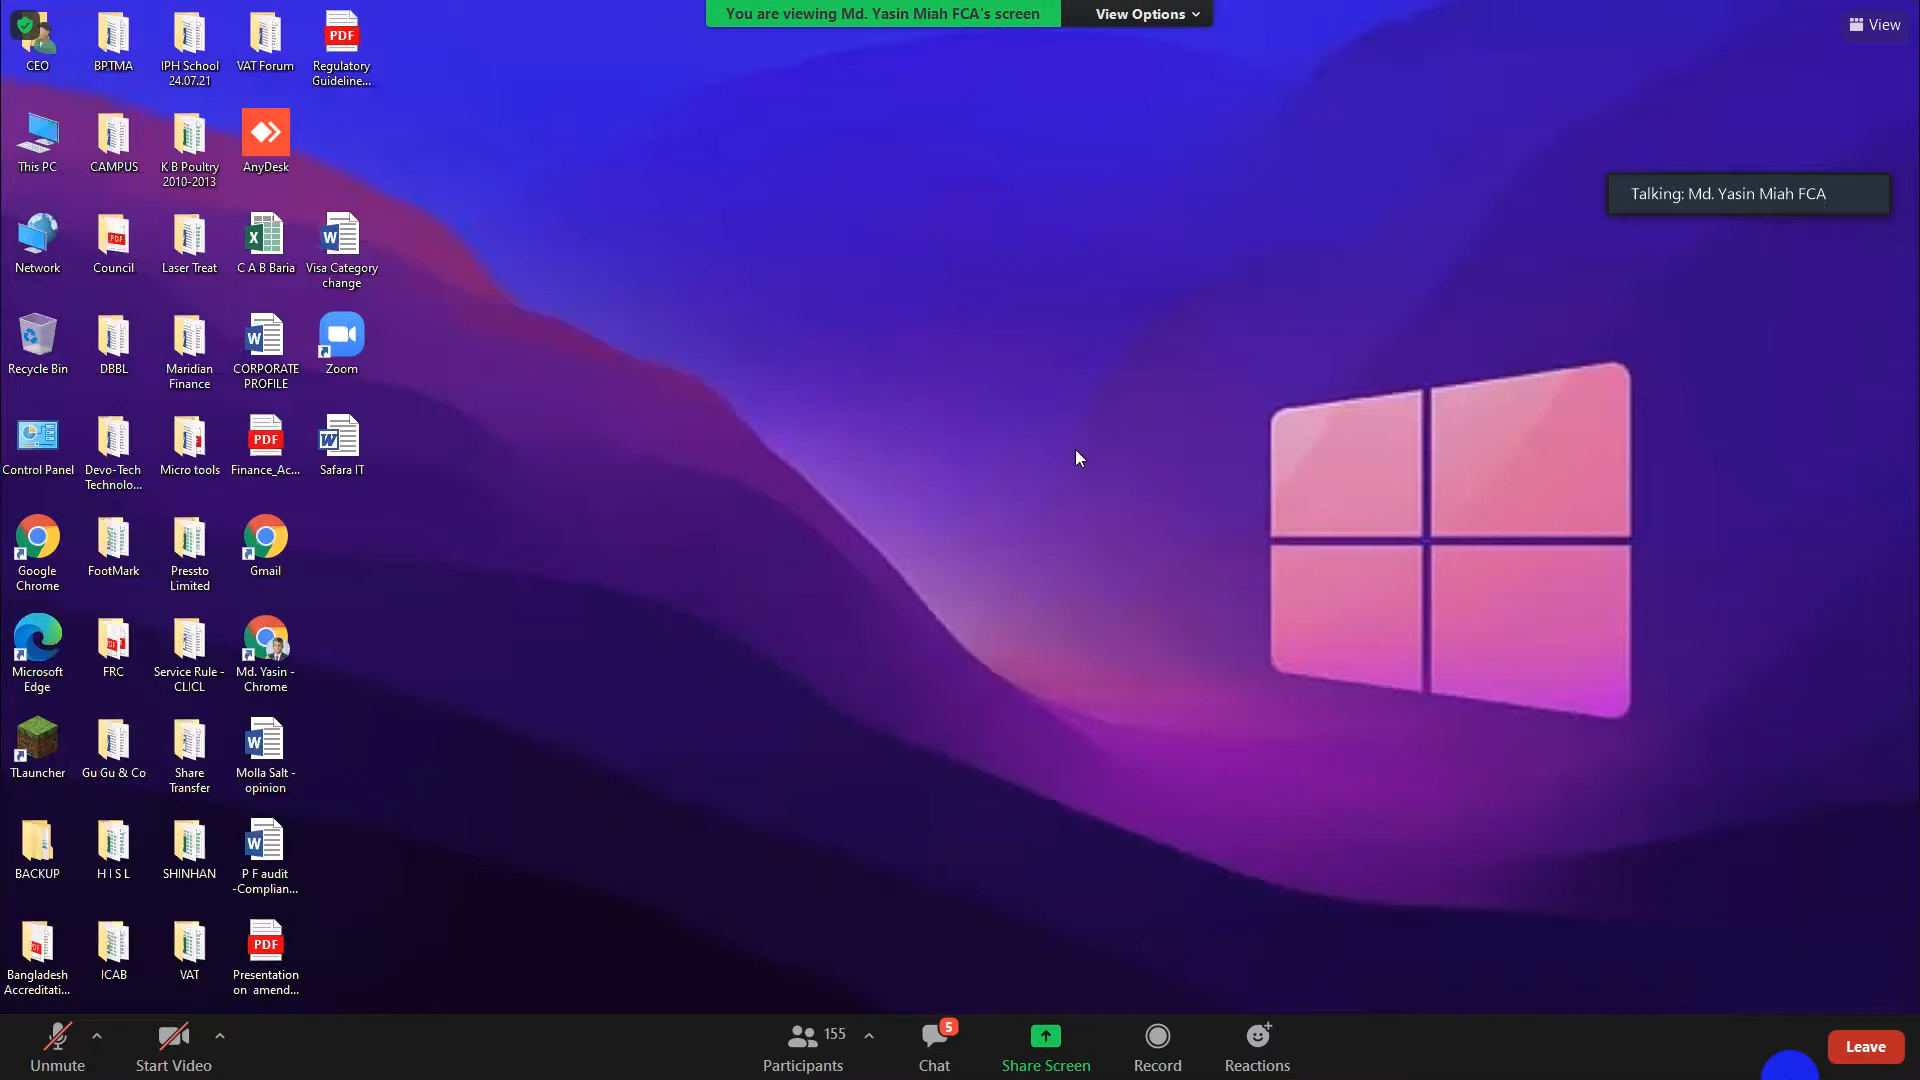 You are viewing Md. Yasin Miah FCA's screen
View Options
View
Talking: Md. Yasin Miah FCA
CEO
BPTMA
IPH School
24.07.21
VAT Forum
PDF
Regulatory
Guideline...
This PC
CAMPUS
K B Poultry
2010-2013
AnyDesk
Network
PDF
Council
Laser Treat
X
C A B Baria
W
Visa Category
change
Recycle Bin
DBBL
Maridian
Finance
W
CORPORATE
PROFILE
Zoom
Control Panel
Devo-Tech
Technolo...
Micro tools
PDF
Finance_Ac...
W
Safara IT
Google
Chrome
FootMark
Pressto
Limited
Gmail
Microsoft
Edge
PDF
FRC
Service Rule -
CLICL
Md. Yasin -
Chrome
TLauncher
Gu Gu & Co
Share
Transfer
W
Molla Salt -
opinion
BACKUP
H I S L
SHINHAN
W
P F audit
-Complian...
PDF
Bangladesh
Accreditati...
ICAB
VAT
PDF
Presentation
on amend...
Unmute
Start Video
155
Participants
5
Chat
Share Screen
Record
Reactions
Leave